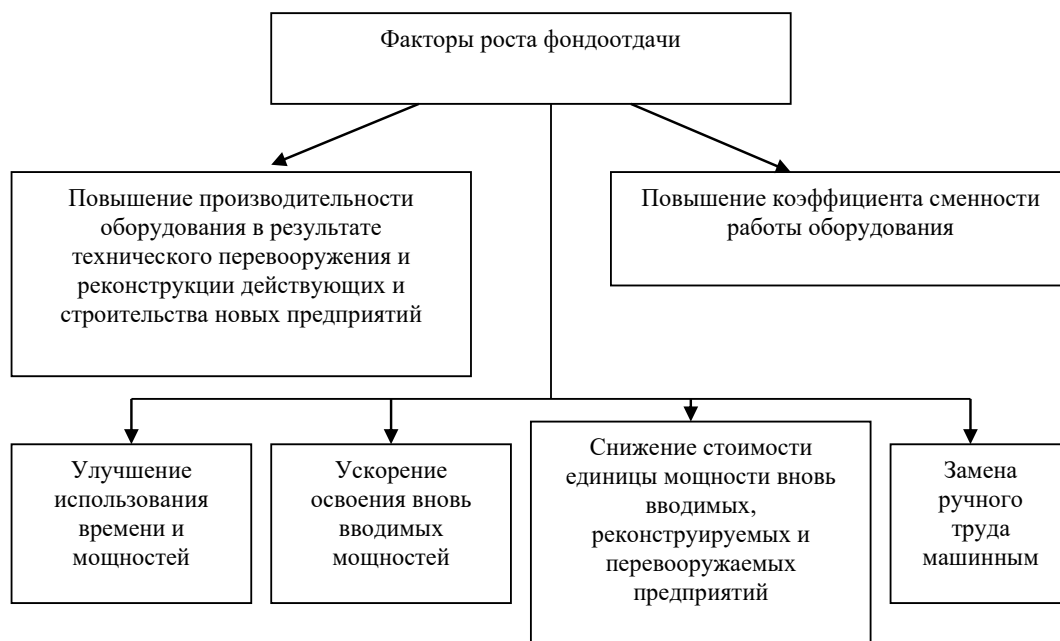 Факторы роста фондоотдачи
Повышение производительности
оборудования в результате
технического перевооружения и
реконструкции действующих и
строительства новых предприятий
Повышение коэффициента сменности
работы оборудования
Улучшение
использования
времени и
мощностей
Ускорение
освоения вновь
вводимых
мощностей
Снижение стоимости
единицы мощности вновь
вводимых,
реконструируемых и
перевооружаемых
предприятий
Замена
ручного
труда
машинным